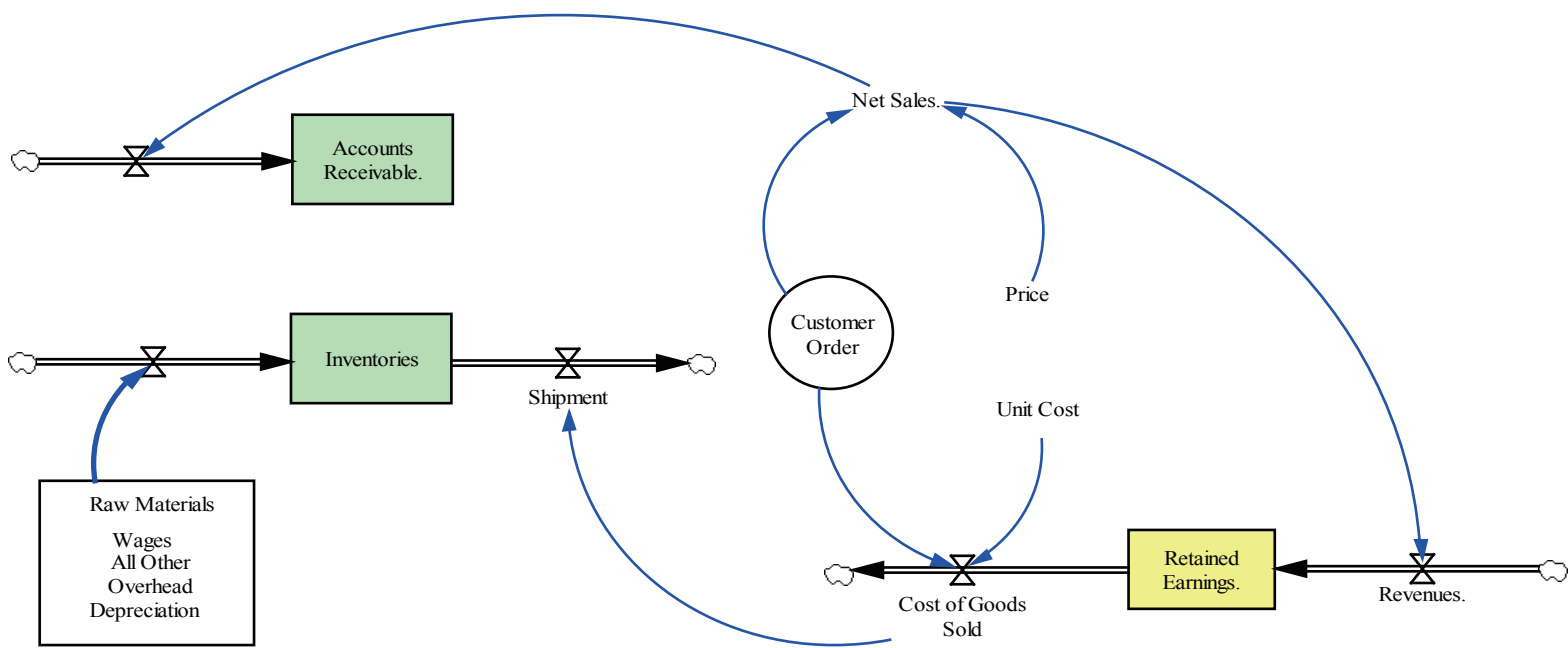 Net Sales.
Accounts
Receivable.
Price
Customer
Order
Inventories
Shipment
Unit Cost
Raw Materials
Wages
All Other
Overhead
Depreciation
Retained
Earnings.
Revenues.
Cost of Goods
Sold